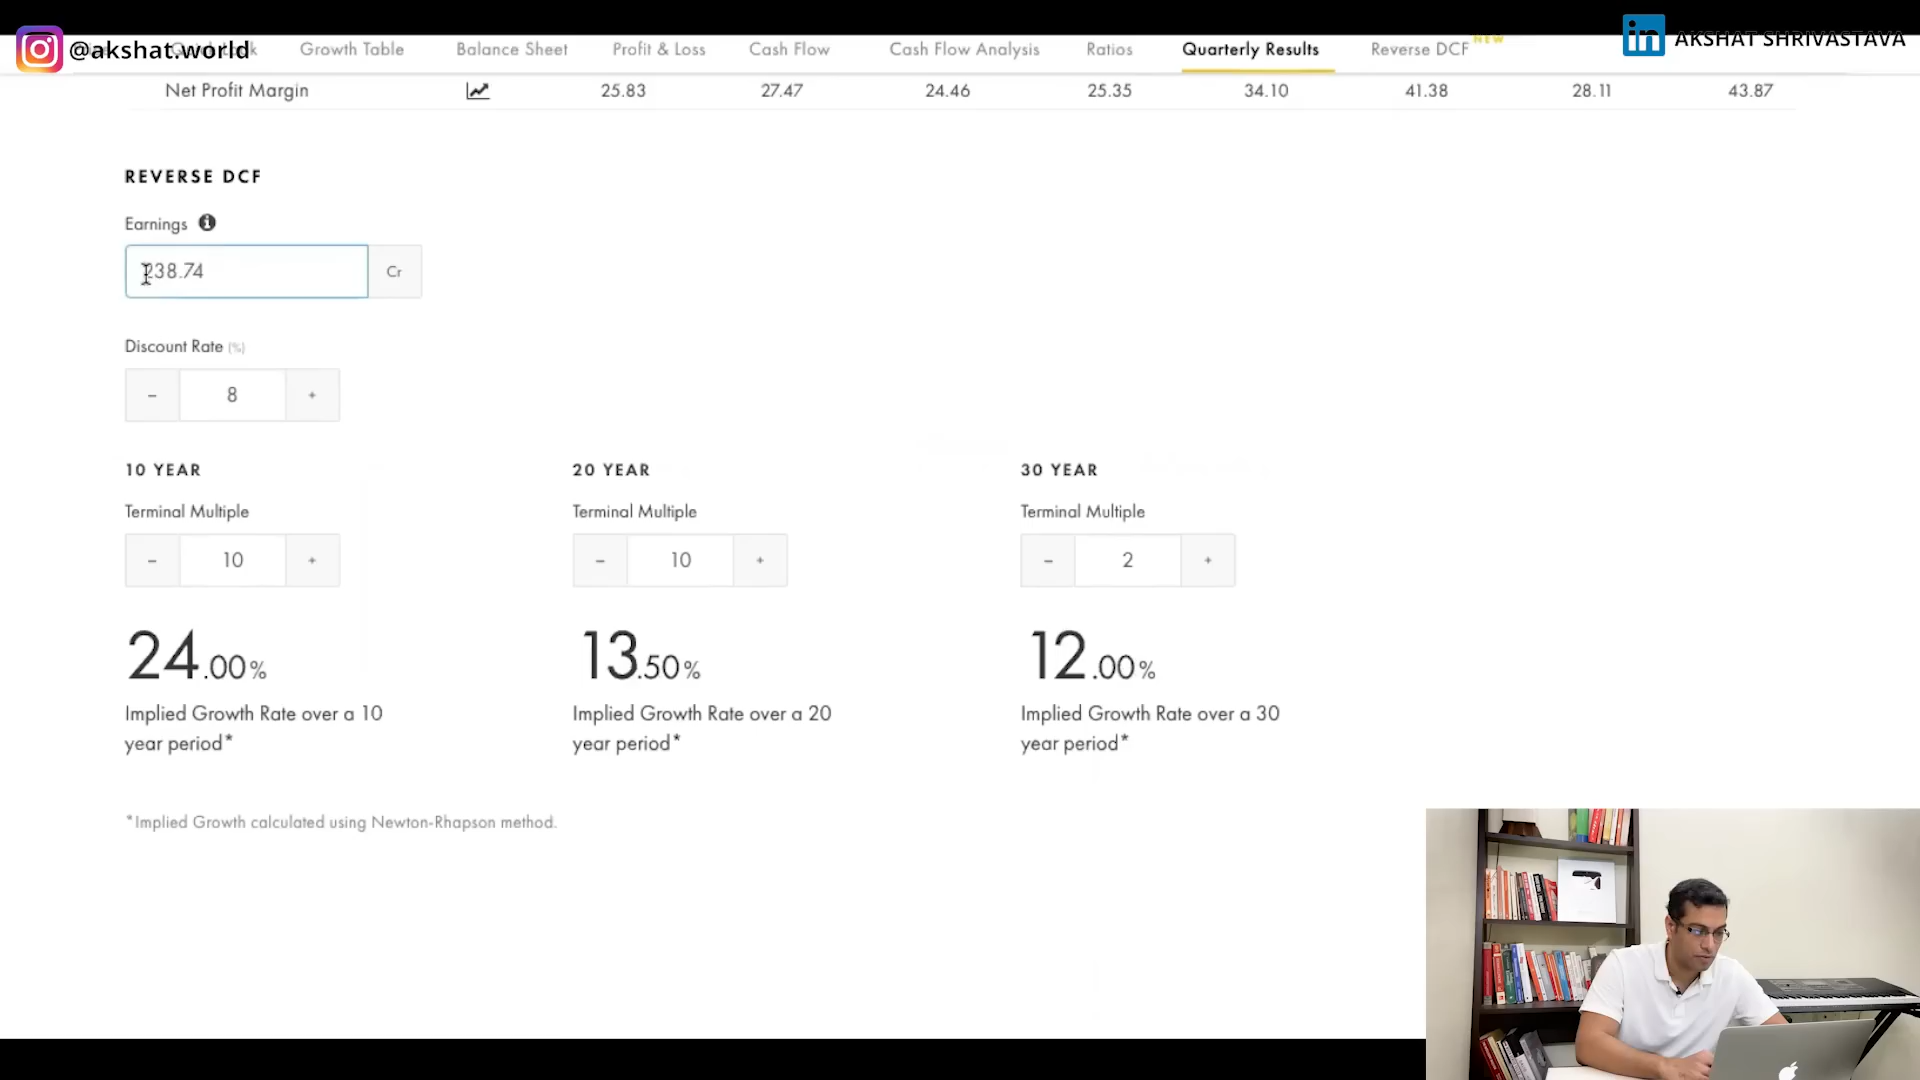 @akshat.world
Growth Table Balance Sheet Profit & Loss Cash Flow Cash Flow Analysis Ratios Quarterly Results Reverse DCF NEW
in AKSHAT SHRIVASTAVA
Net Profit Margin 25.83 27.47 24.46 25.35 34.10 41.38 28.11 43.87
REVERSE DCF
Earnings
238.74 Cr
Discount Rate (%)
- 8 +
10 YEAR 20 YEAR 30 YEAR
Terminal Multiple Terminal Multiple Terminal Multiple
- 10 + - 10 + - 2 +
24.00% 13.50% 12.00%
Implied Growth Rate over a 10 Implied Growth Rate over a 20 Implied Growth Rate over a 30
year period* year period* year period*
*Implied Growth calculated using Newton-Rhapson method.